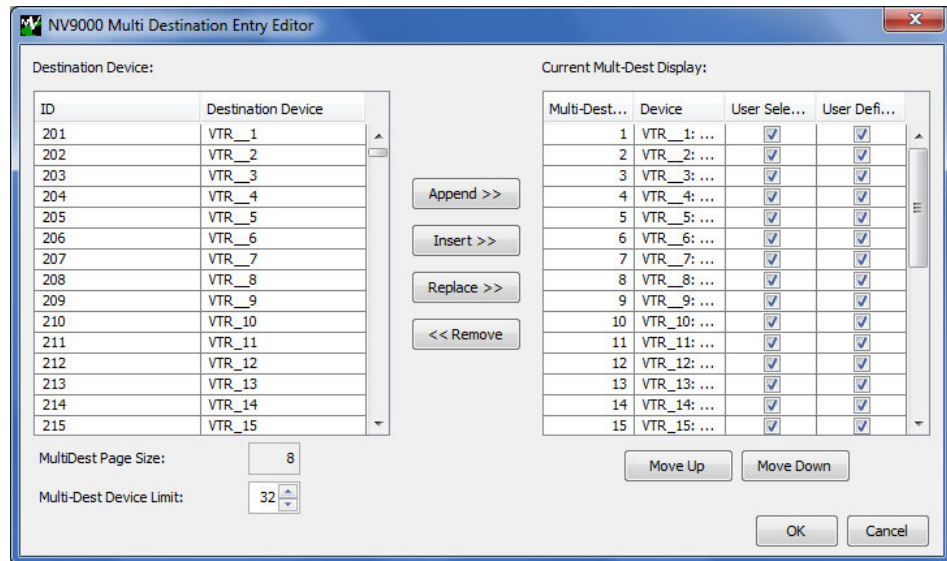 NV9000 Multi Destination Entry Editor
Destination Device:
Current Mult-Dest Display:
ID Destination Device
201 VTR__1
202 VTR__2
203 VTR__3
204 VTR__4
205 VTR__5
206 VTR__6
207 VTR__7
208 VTR__8
209 VTR__9
210 VTR_10
211 VTR_11
212 VTR_12
213 VTR_13
214 VTR_14
215 VTR_15
Append >>
Insert >>
Replace >>
<< Remove
Multi-Dest... Device User Sele... User Defi...
1 VTR__1: ...
2 VTR__2: ...
3 VTR__3: ...
4 VTR__4: ...
5 VTR__5: ...
6 VTR__6: ...
7 VTR__7: ...
8 VTR__8: ...
9 VTR__9: ...
10 VTR_10: ...
11 VTR_11: ...
12 VTR_12: ...
13 VTR_13: ...
14 VTR_14: ...
15 VTR_15: ...
MultiDest Page Size: 8
Multi-Dest Device Limit: 32
Move Up Move Down
OK Cancel